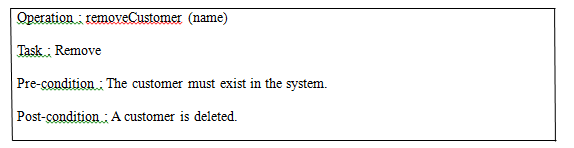 Operation : removeCustomer (name)
Task : Remove
Pre-condition : The customer must exist in the system.
Post-condition : A customer is deleted.